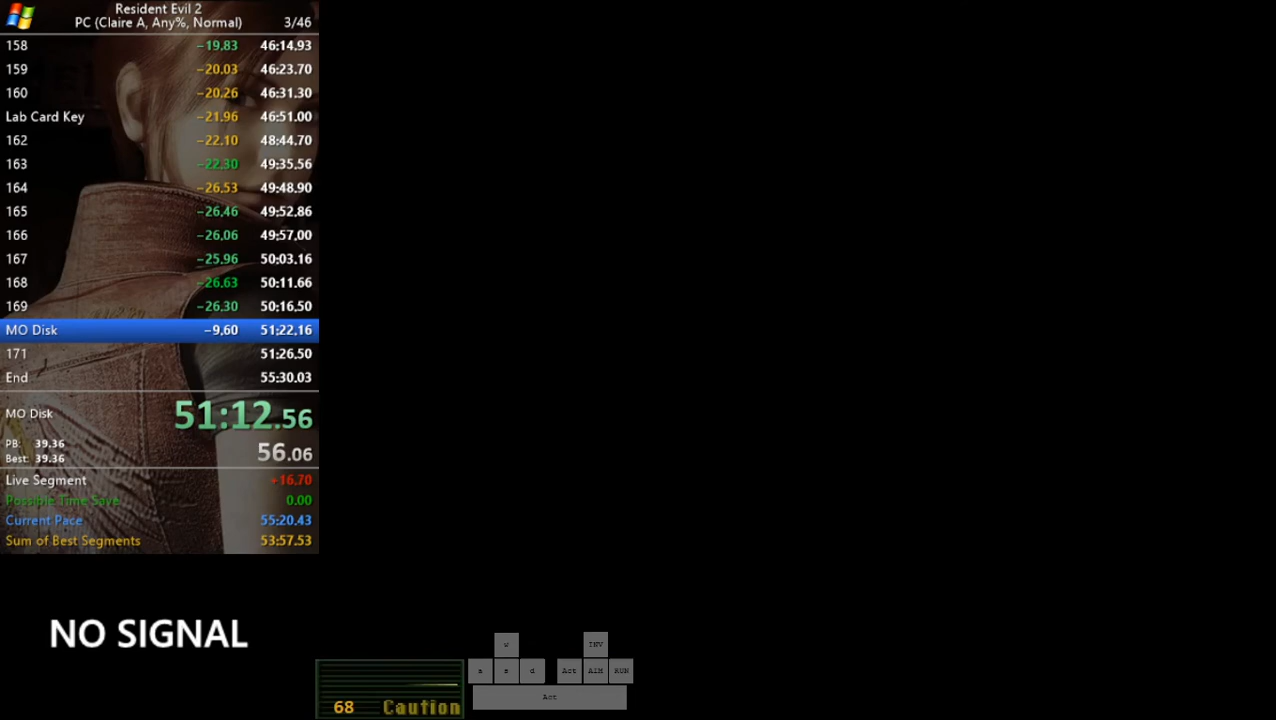 Resident Evil 2
PC (Claire A, Any%, Normal) 3/46
158 −19.83 46:14.93
159 −20.03 46:23.70
160 −20.26 46:31.30
Lab Card Key −21.96 46:51.00
162 −22.10 48:44.70
163 −22.30 49:35.56
164 −26.53 49:48.90
165 −26.46 49:52.86
166 −26.06 49:57.00
167 −25.96 50:03.16
168 −26.63 50:11.66
169 −26.30 50:16.50
MO Disk −9.60 51:22.16
171 51:26.50
End 55:30.03
MO Disk 51:12.56
PB: 39.36
Best: 39.36 56.06
Live Segment +16.70
Possible Time Save 0.00
Current Pace 55:20.43
Sum of Best Segments 53:57.53
NO SIGNAL
W INV
a s d Act AIM RUN
Act
68 Caution